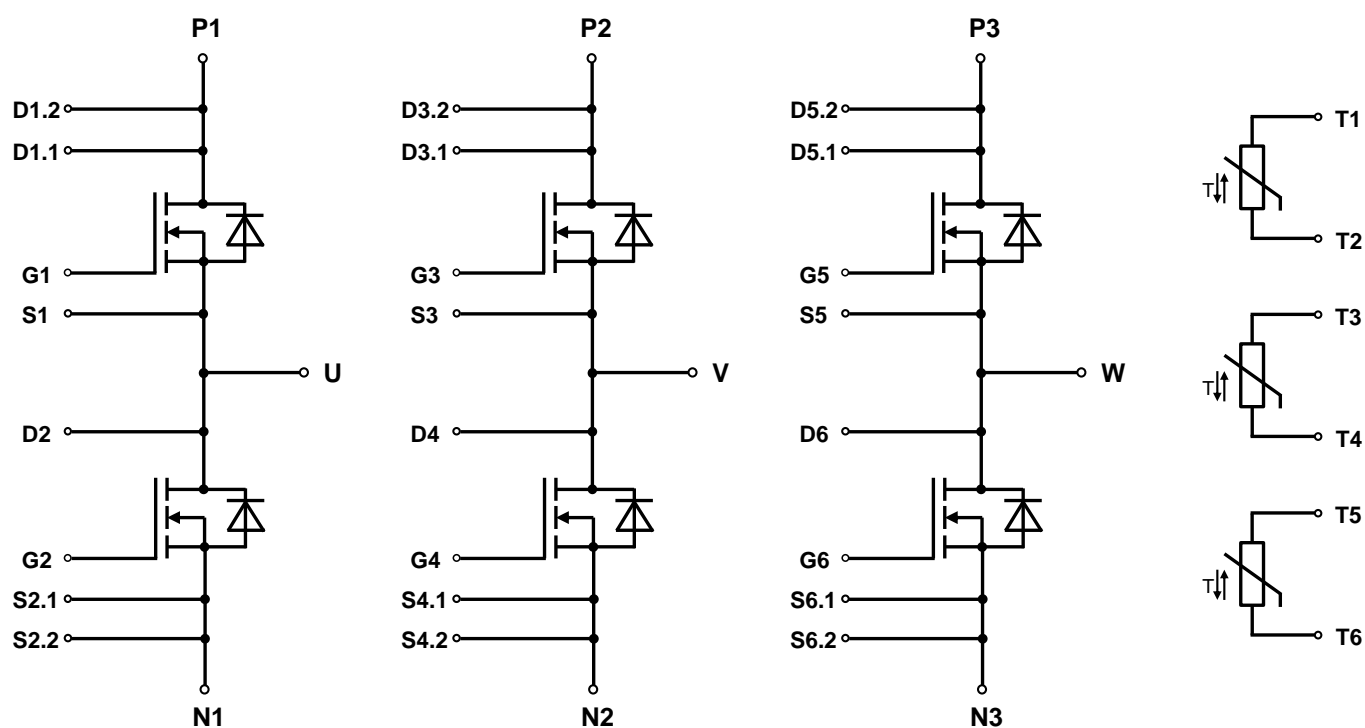 P1 P2 P3
D1.2 D3.2 D5.2 T1
D1.1 D3.1 D5.1
T
T2
G1 G3 G5
S1 S3 S5 T3
U V W
T
D2 D4 D6 T4
T5
G2 G4 G6
T
S2.1 S4.1 S6.1
S2.2 S4.2 S6.2 T6
N1 N2 N3